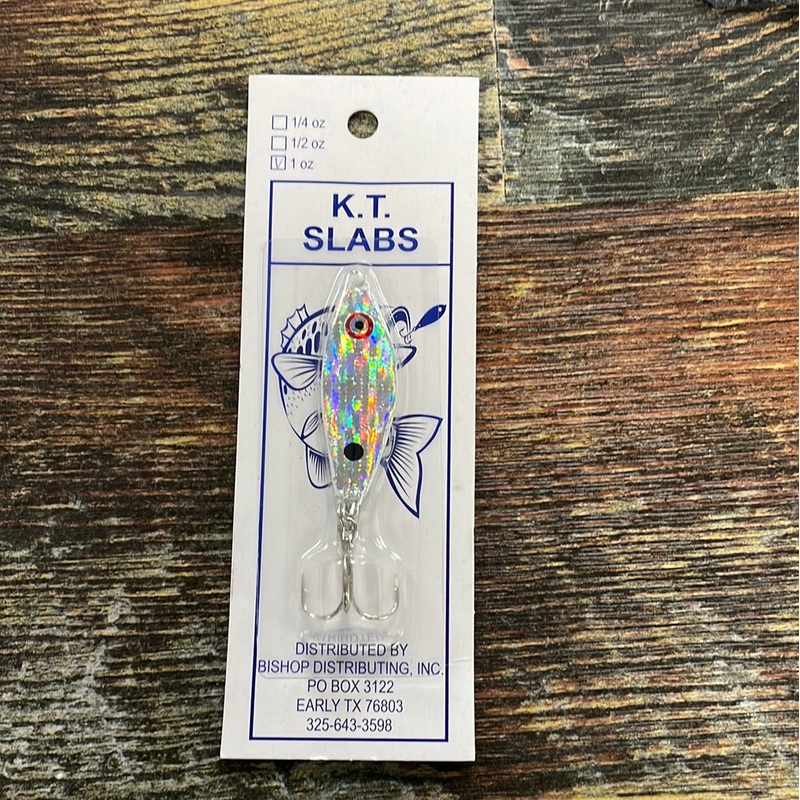 1/4 oz
1/2 oz
1 oz
K.T.
SLABS
DISTRIBUTED BY
BISHOP DISTRIBUTING, INC.
PO BOX 3122
EARLY TX 76803
325-643-3598